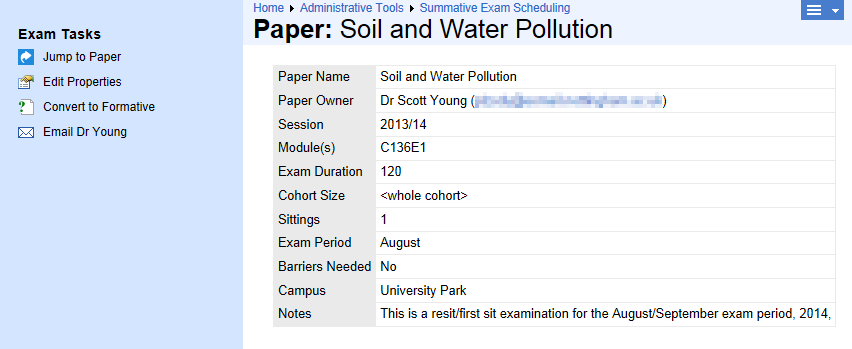 Home Administrative Tools Summative Exam Scheduling
Paper: Soil and Water Pollution
Exam Tasks
Jump to Paper
Edit Properties
Convert to Formative
Email Dr Young
Paper Name Soil and Water Pollution
Paper Owner Dr Scott Young ( )
Session 2013/14
Module(s) C136E1
Exam Duration 120
Cohort Size <whole cohort>
Sittings 1
Exam Period August
Barriers Needed No
Campus University Park
Notes This is a resit/first sit examination for the August/September exam period, 2014,